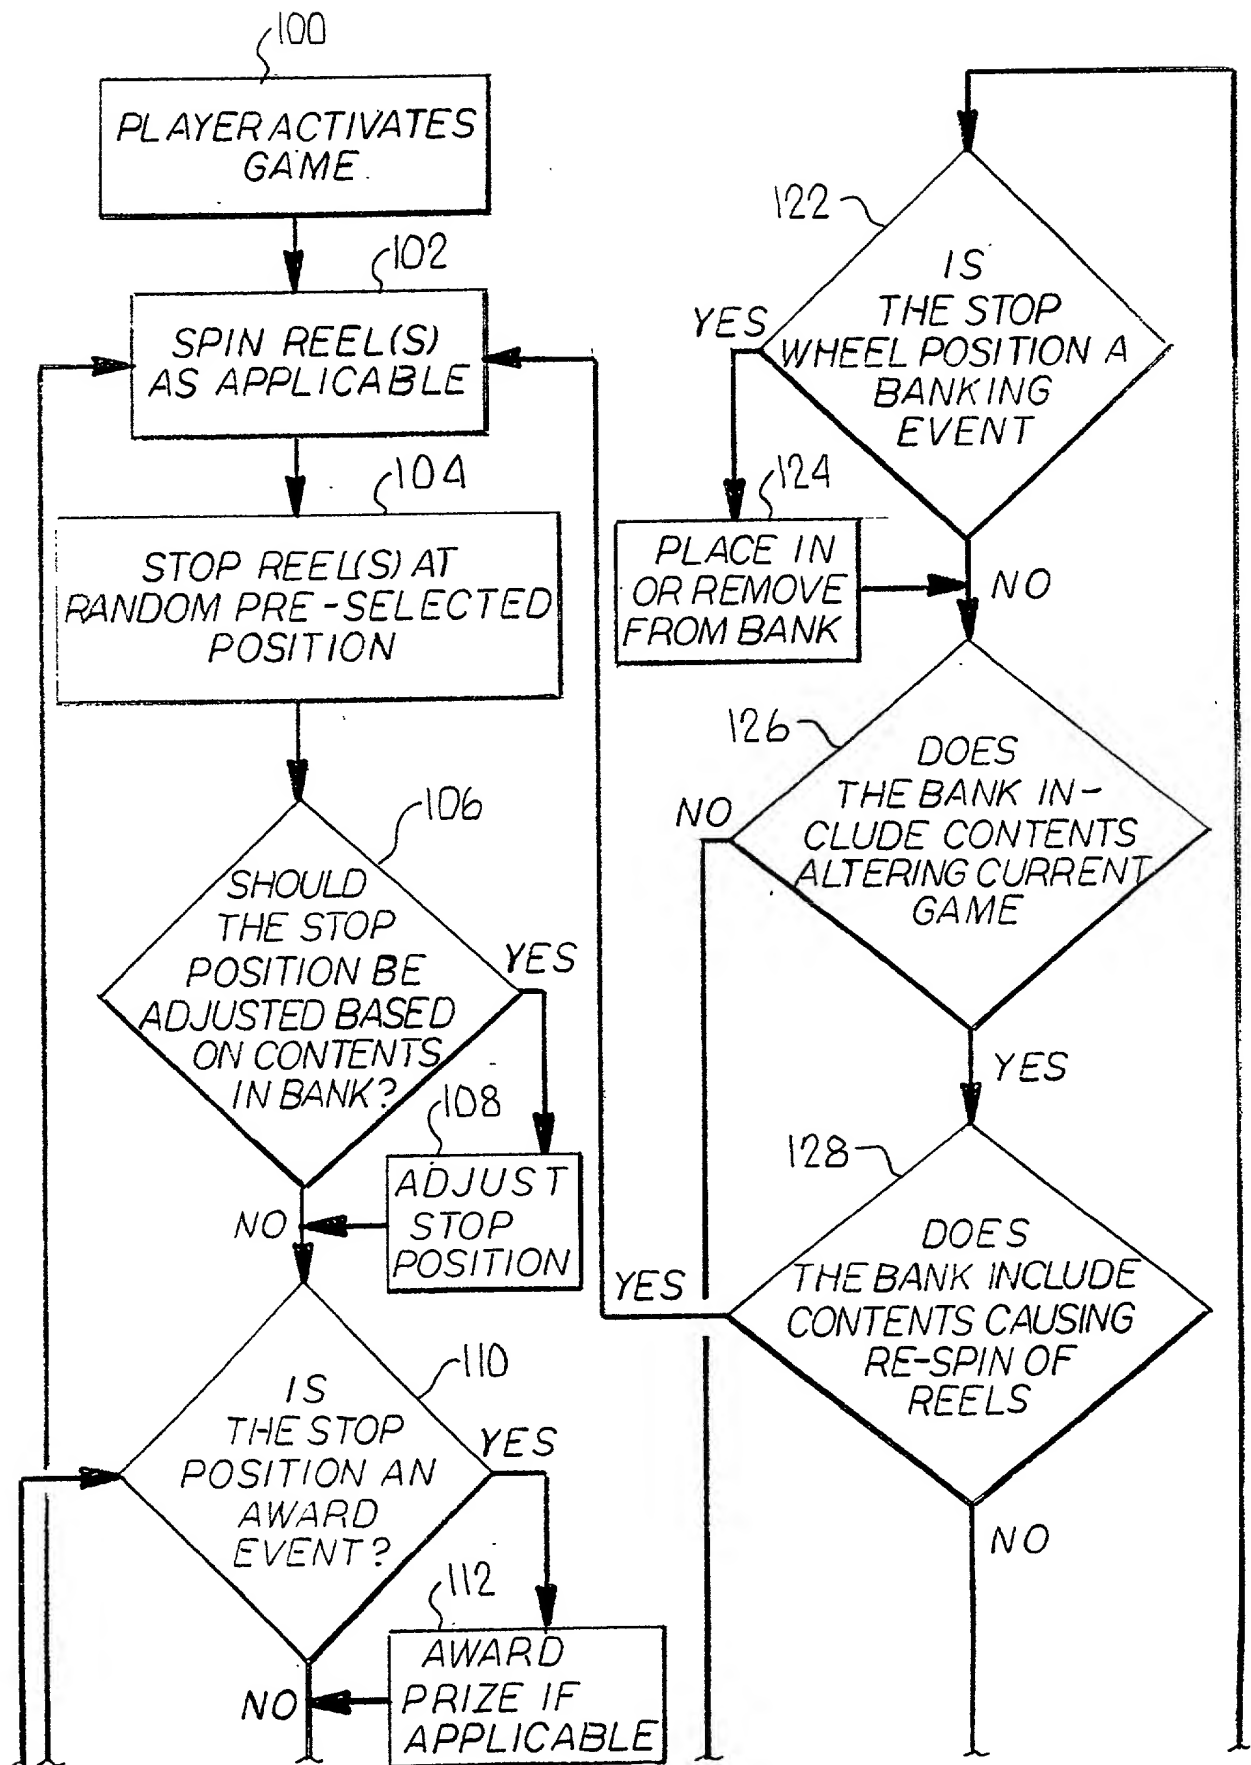 100
PLAYER ACTIVATES
GAME
102
SPIN REEL(S)
AS APPLICABLE
104
STOP REEL(S) AT
RANDOM PRE-SELECTED
POSITION
106
SHOULD
THE STOP
POSITION BE
ADJUSTED BASED
ON CONTENTS
IN BANK?
YES
108
ADJUST
STOP
POSITION
NO
110
IS
THE STOP
POSITION AN
AWARD
EVENT?
YES
112
AWARD
PRIZE IF
APPLICABLE
NO
122
IS
THE STOP
WHEEL POSITION A
BANKING
EVENT
YES
124
PLACE IN
OR REMOVE
FROM BANK
NO
126
DOES
THE BANK IN-
CLUDE CONTENTS
ALTERING CURRENT
GAME
NO
YES
128
DOES
THE BANK INCLUDE
CONTENTS CAUSING
RE-SPIN OF
REELS
YES
NO